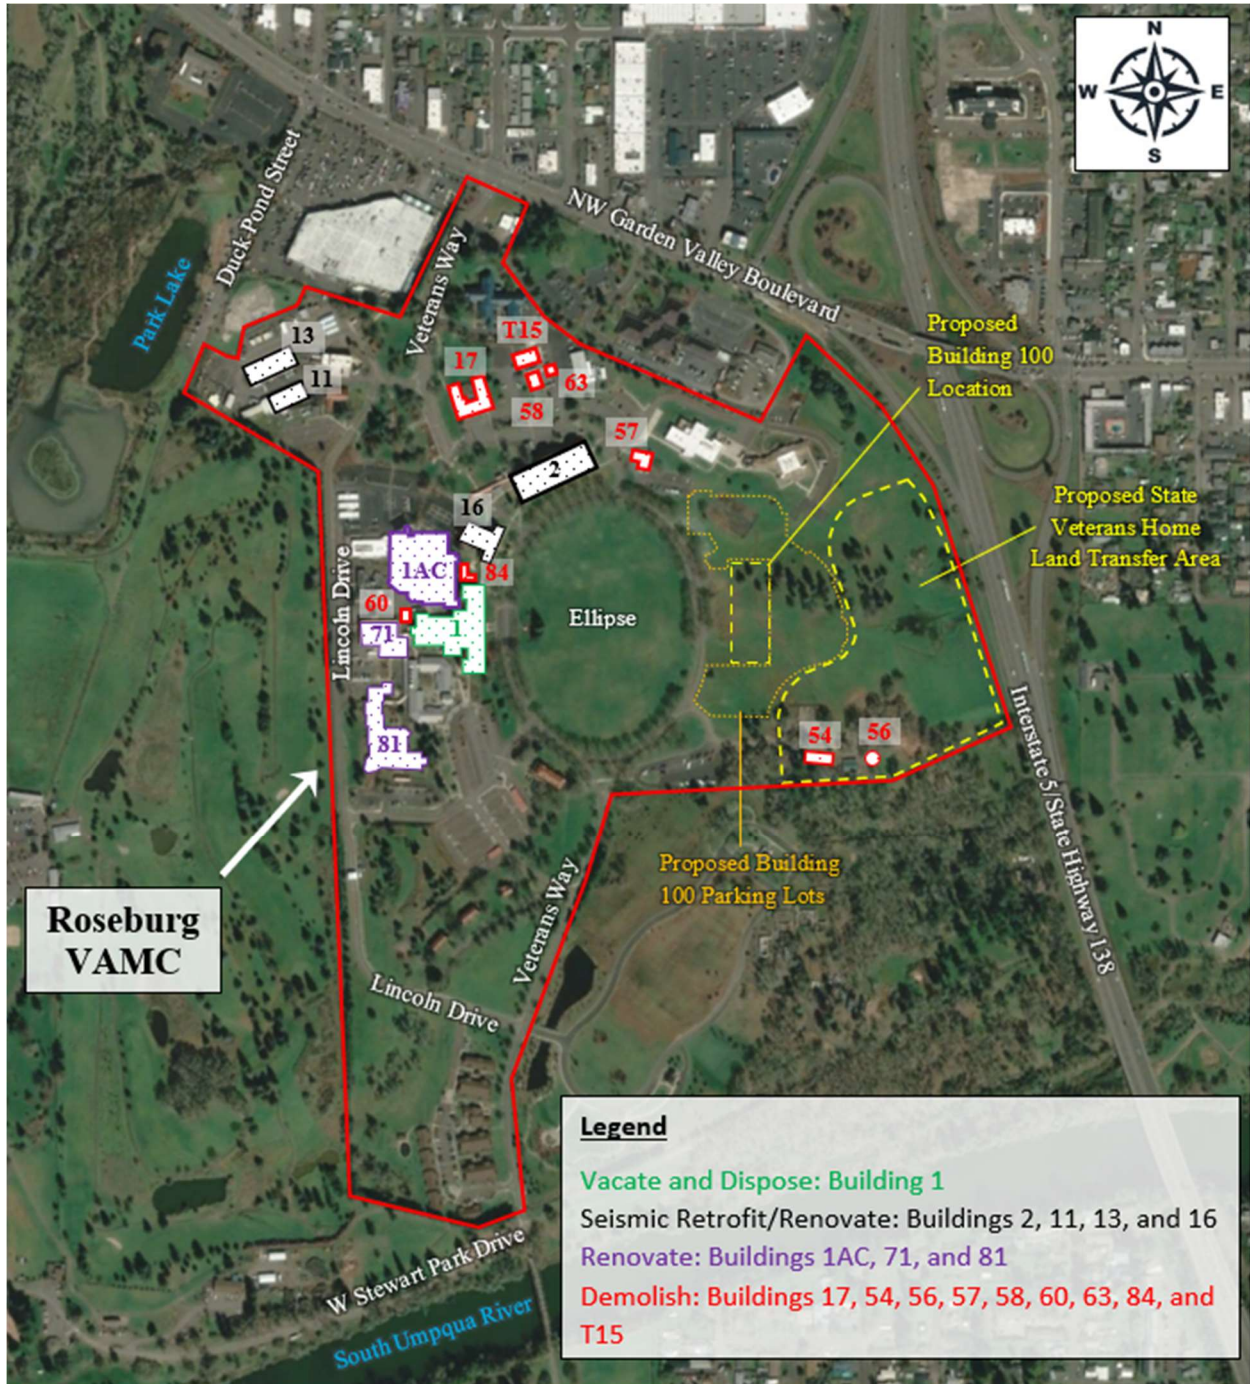 N
W E
S
Duck Pond Street
Park Lake
Veterans Way
NW Garden Valley Boulevard
Proposed
Building 100
Location
13
11
T15
17
63
58
57
2
16
Proposed State
Veterans Home
Land Transfer Area
1AC
84
60
71
1
Ellipse
Lincoln Drive
81
54
56
Interstate 5/State Highway 138
Proposed Building
100 Parking Lots
Roseburg
VAMC
Veterans Way
Lincoln Drive
W Stewart Park Drive
South Umpqua River
Legend
Vacate and Dispose: Building 1
Seismic Retrofit/Renovate: Buildings 2, 11, 13, and 16
Renovate: Buildings 1AC, 71, and 81
Demolish: Buildings 17, 54, 56, 57, 58, 60, 63, 84, and
T15